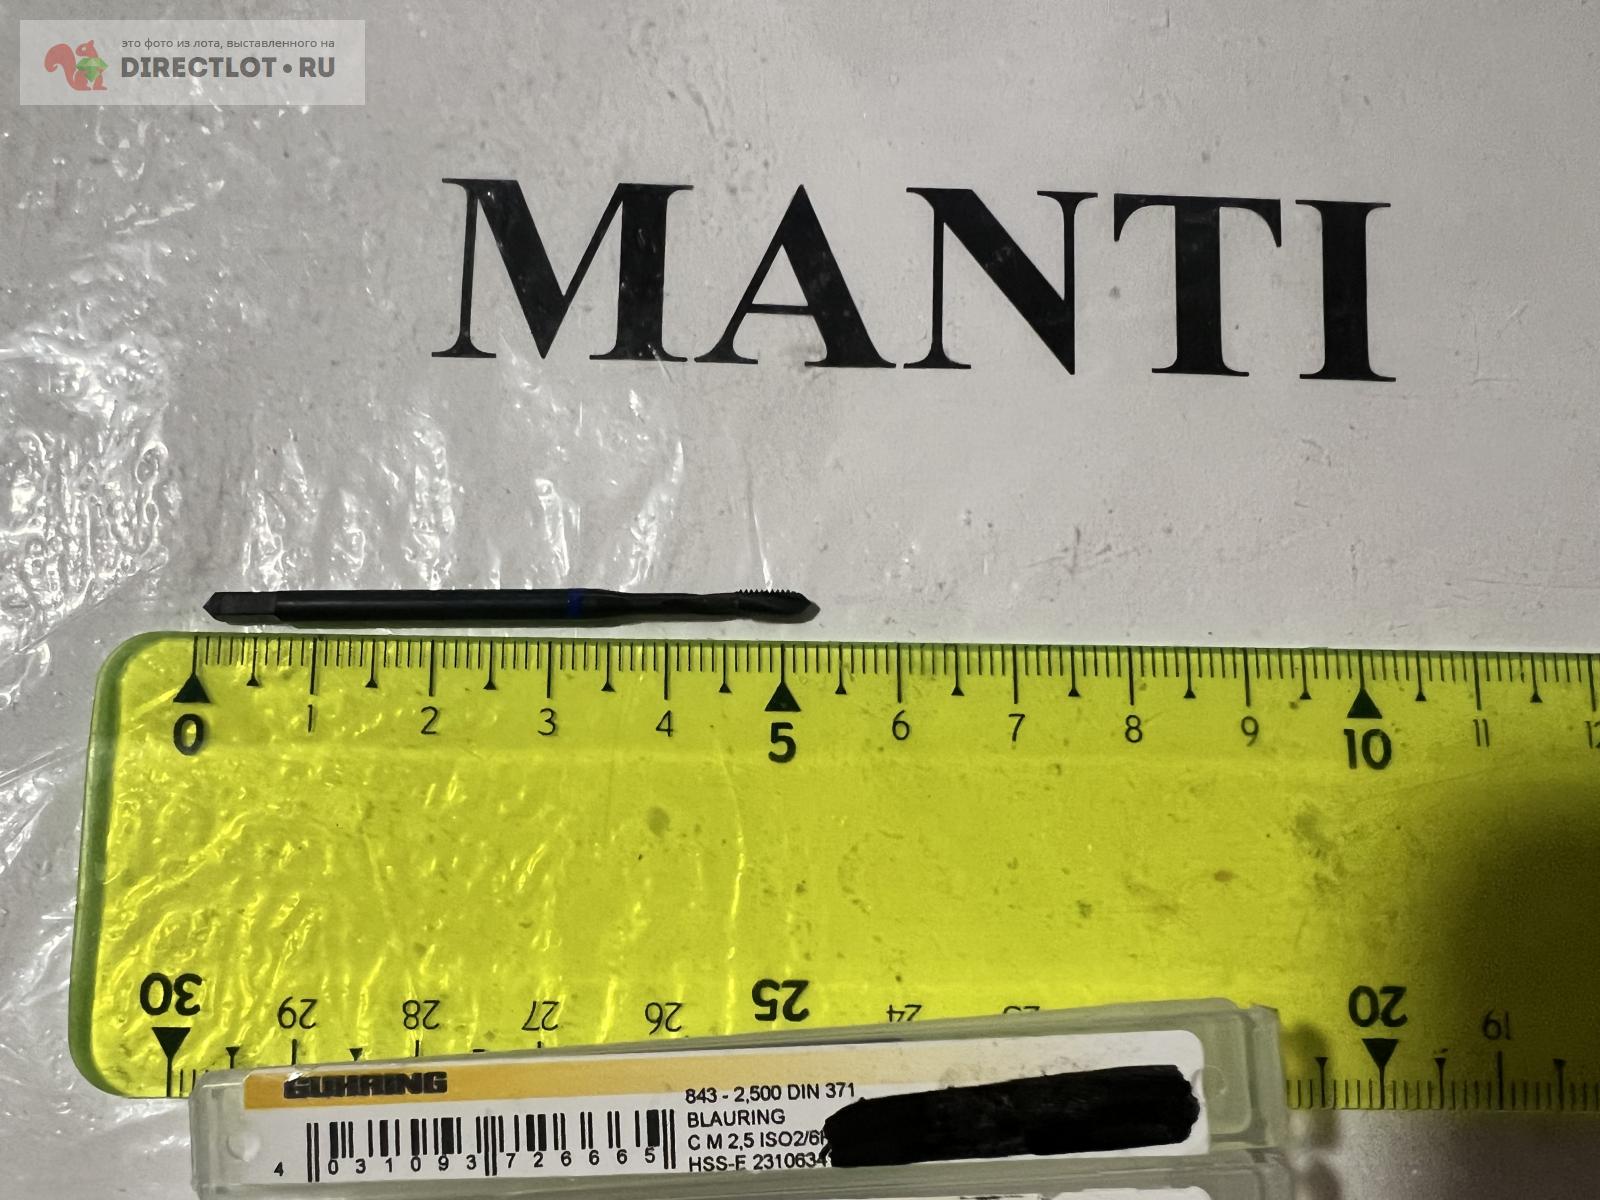 это фото из лота, выставленного на
DIRECTLOT•RU
MANTI
0 1 2 3 4 5 6 7 8 9 10 11
30 29 28 27 26 25 24 20 19
GUHRING
843 - 2,500 DIN 371
BLAURING
C M 2,5 ISO2/6
HSS-E 2310634
4 031093 726665